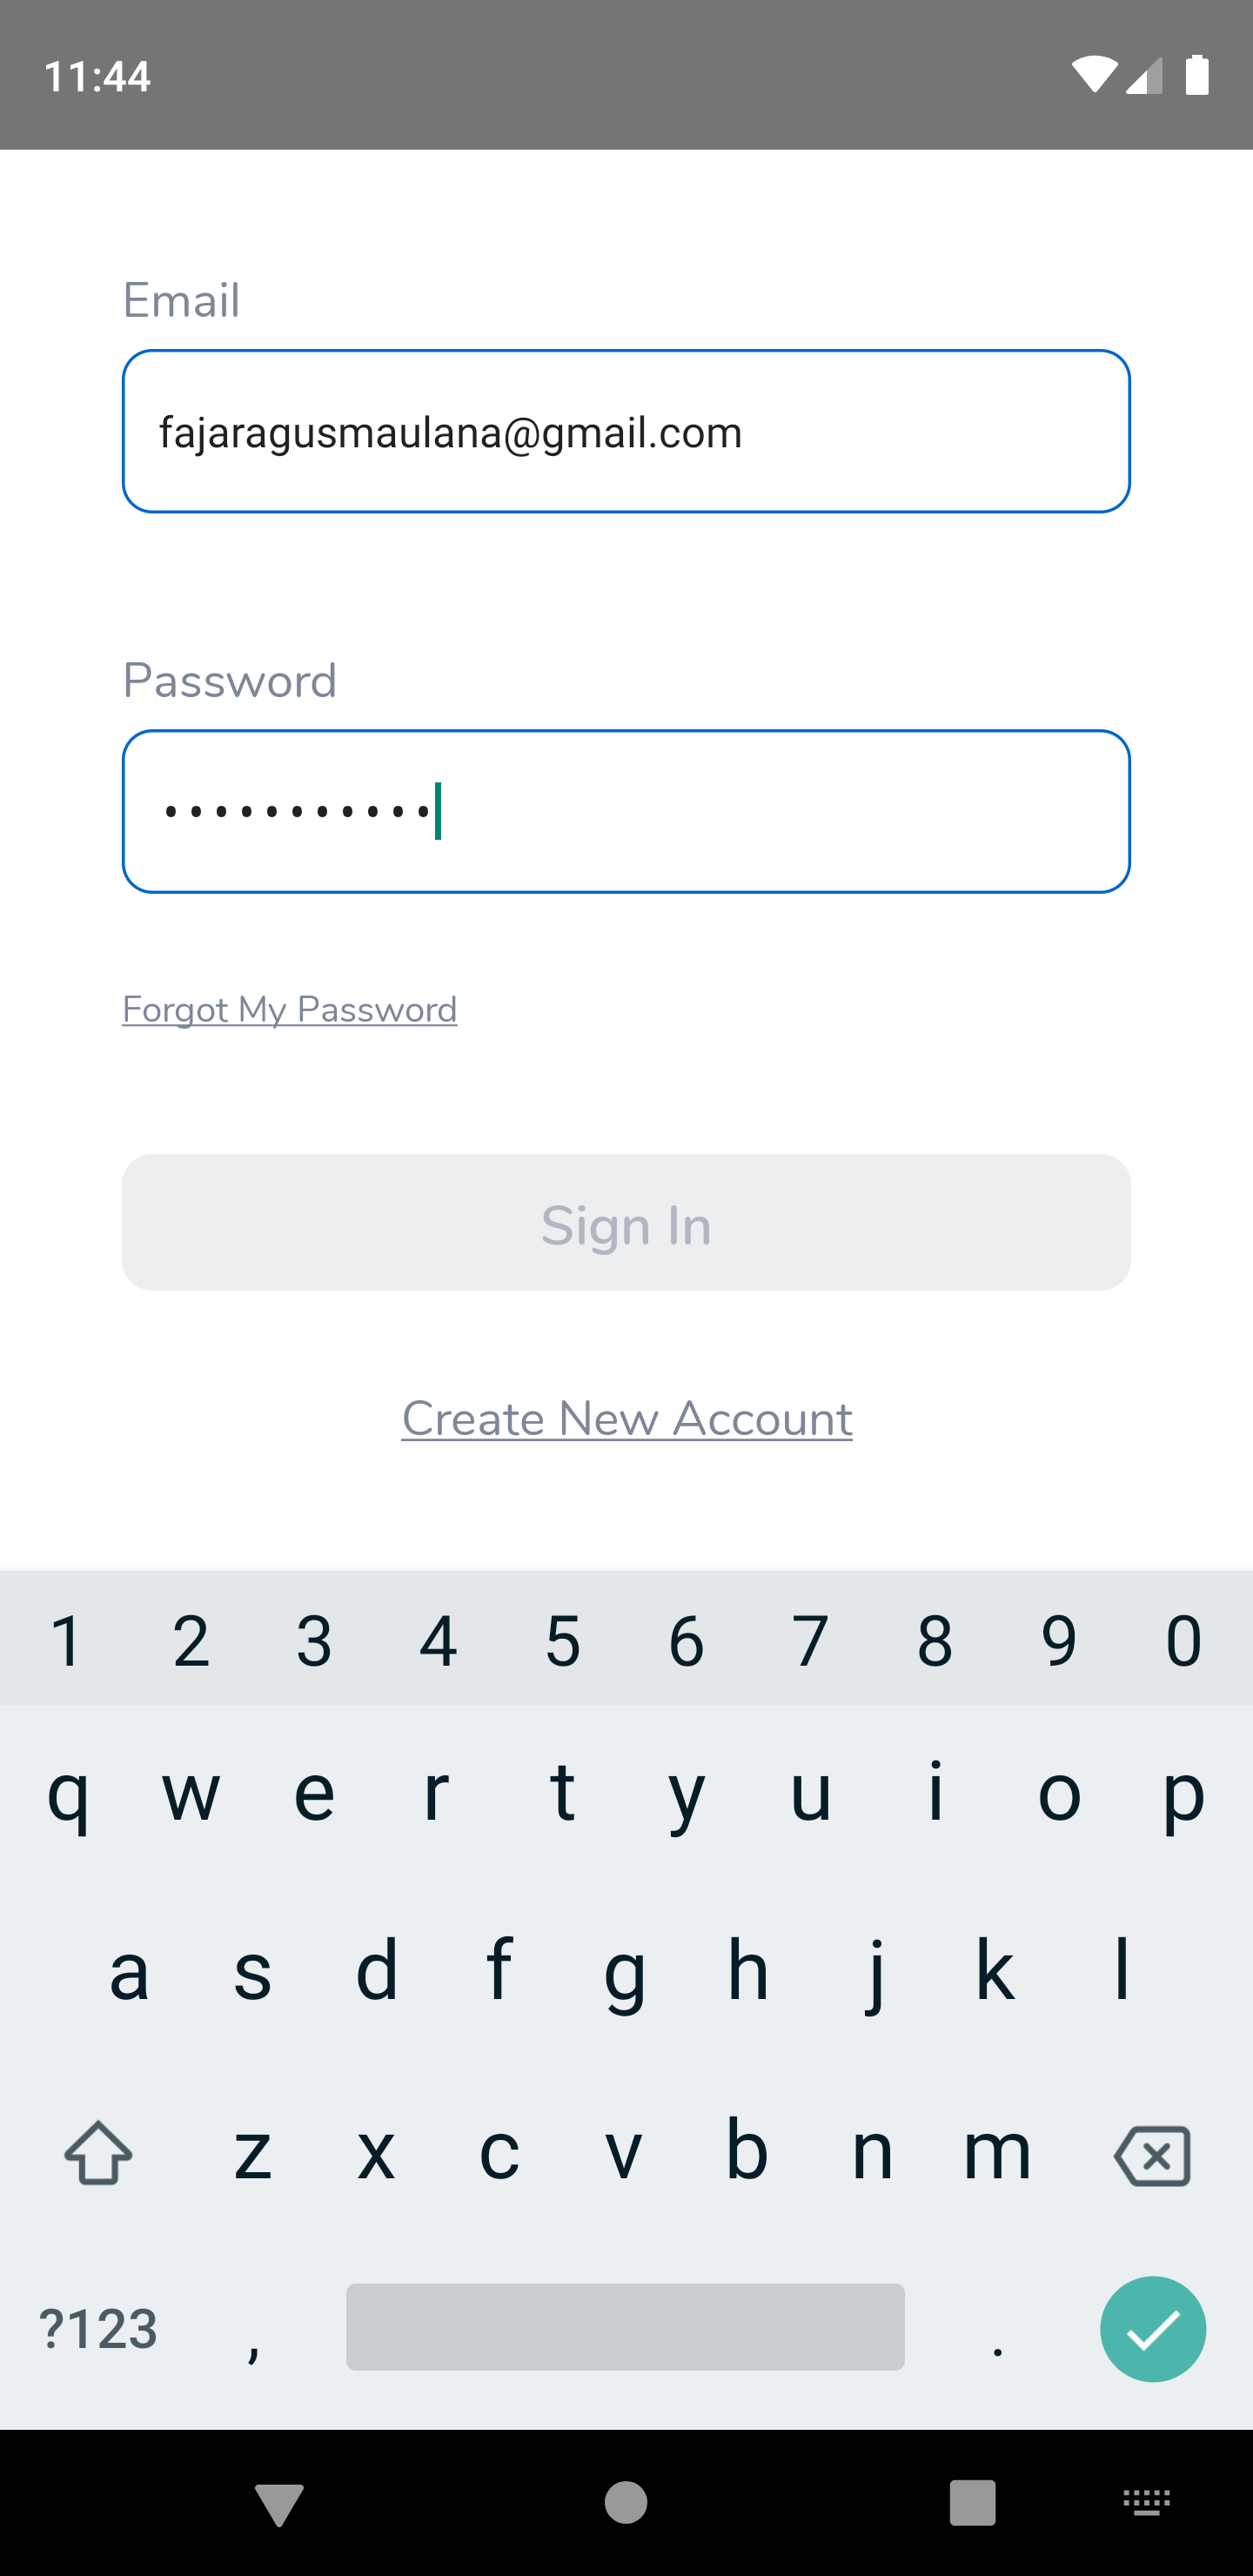 11:44
Email
fajaragusmaulana@gmail.com
Password
•••••••••••
Forgot My Password
Sign In
Create New Account
1 2 3 4 5 6 7 8 9 0
q w e r t y u i o p
a s d f g h j k l
z x c v b n m
?123 , .